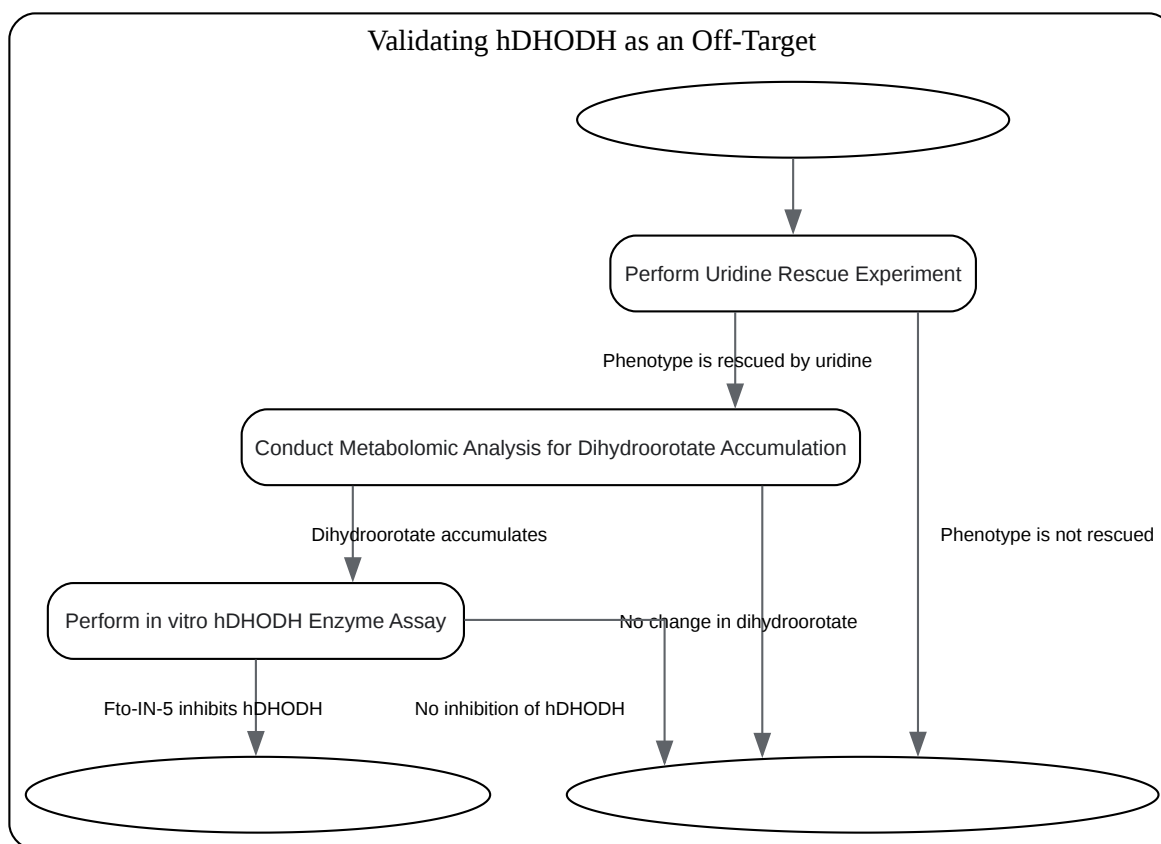 Validating hDHODH as an Off-Target
Perform Uridine Rescue Experiment
Phenotype is rescued by uridine
Conduct Metabolomic Analysis for Dihydroorotate Accumulation
Dihydroorotate accumulates
Phenotype is not rescued
Perform in vitro hDHODH Enzyme Assay
No change in dihydroorotate
Fto-IN-5 inhibits hDHODH
No inhibition of hDHODH